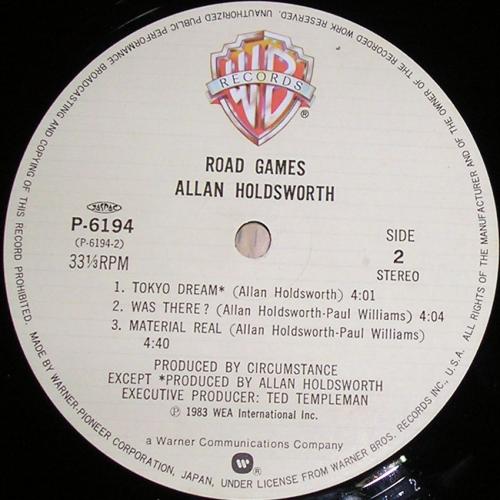 WB
RECORDS
®
ROAD GAMES
ALLAN HOLDSWORTH
JASRAC
P-6194
(P-6194-2)
33⅓RPM
SIDE
2
STEREO
1. TOKYO DREAM* (Allan Holdsworth) 4:01
2. WAS THERE? (Allan Holdsworth-Paul Williams) 4:04
3. MATERIAL REAL (Allan Holdsworth-Paul Williams)
4:40
PRODUCED BY CIRCUMSTANCE
EXCEPT *PRODUCED BY ALLAN HOLDSWORTH
EXECUTIVE PRODUCER: TED TEMPLEMAN
℗ 1983 WEA International Inc.
a Warner Communications Company
®
ALL RIGHTS OF THE MANUFACTURER AND OF THE OWNER OF THE RECORDED WORK RESERVED. UNAUTHORIZED PUBLIC PERFORMANCE BROADCASTING AND COPYING OF THIS RECORD PROHIBITED. MADE BY WARNER-PIONEER CORPORATION, JAPAN, UNDER LICENSE FROM WARNER BROS. RECORDS INC., U.S.A.